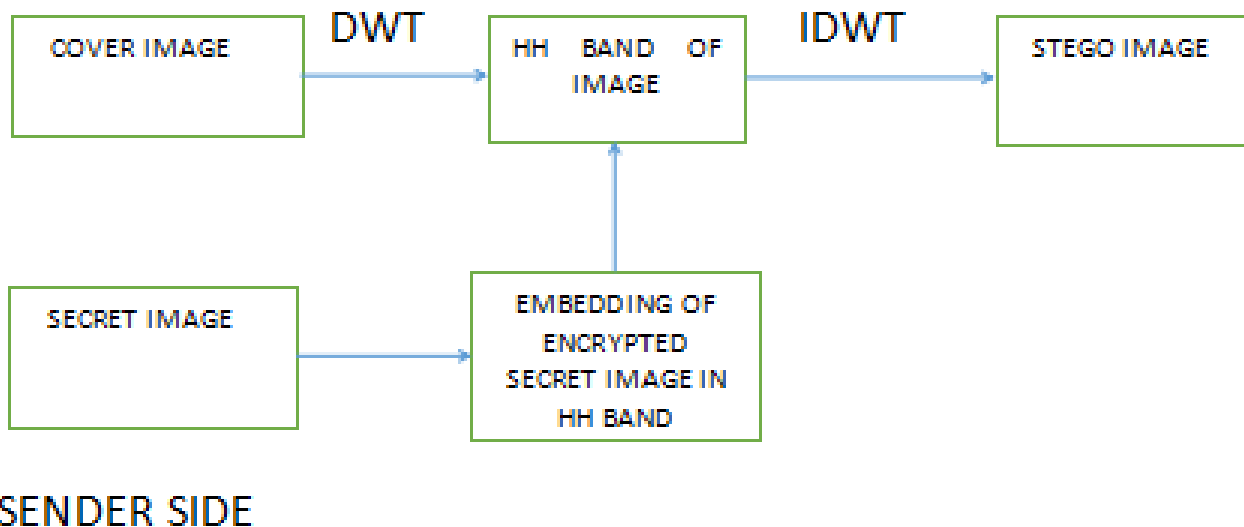 COVER IMAGE
DWT
HH BAND OF
IMAGE
IDWT
STEGO IMAGE
SECRET IMAGE
EMBEDDING OF
ENCRYPTED
SECRET IMAGE IN
HH BAND
SENDER SIDE